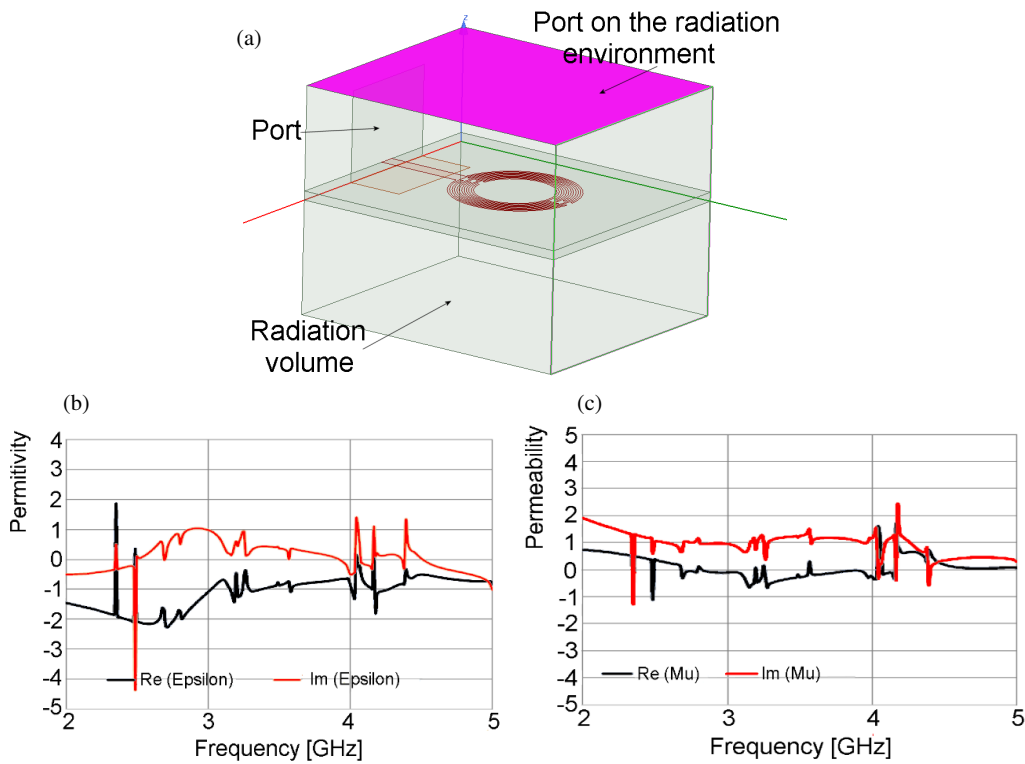 (a)
z
Port on the radiation
environment
Port
Radiation
volume
(b)
(c)
Permitivity
4
3
2
1
0
-1
-2
-3
-4
-5
Re (Epsilon)
Im (Epsilon)
2
3
4
5
Frequency [GHz]
Permeability
5
4
3
2
1
0
-1
-2
-3
-4
-5
Re (Mu)
Im (Mu)
2
3
4
5
Frequency [GHz]